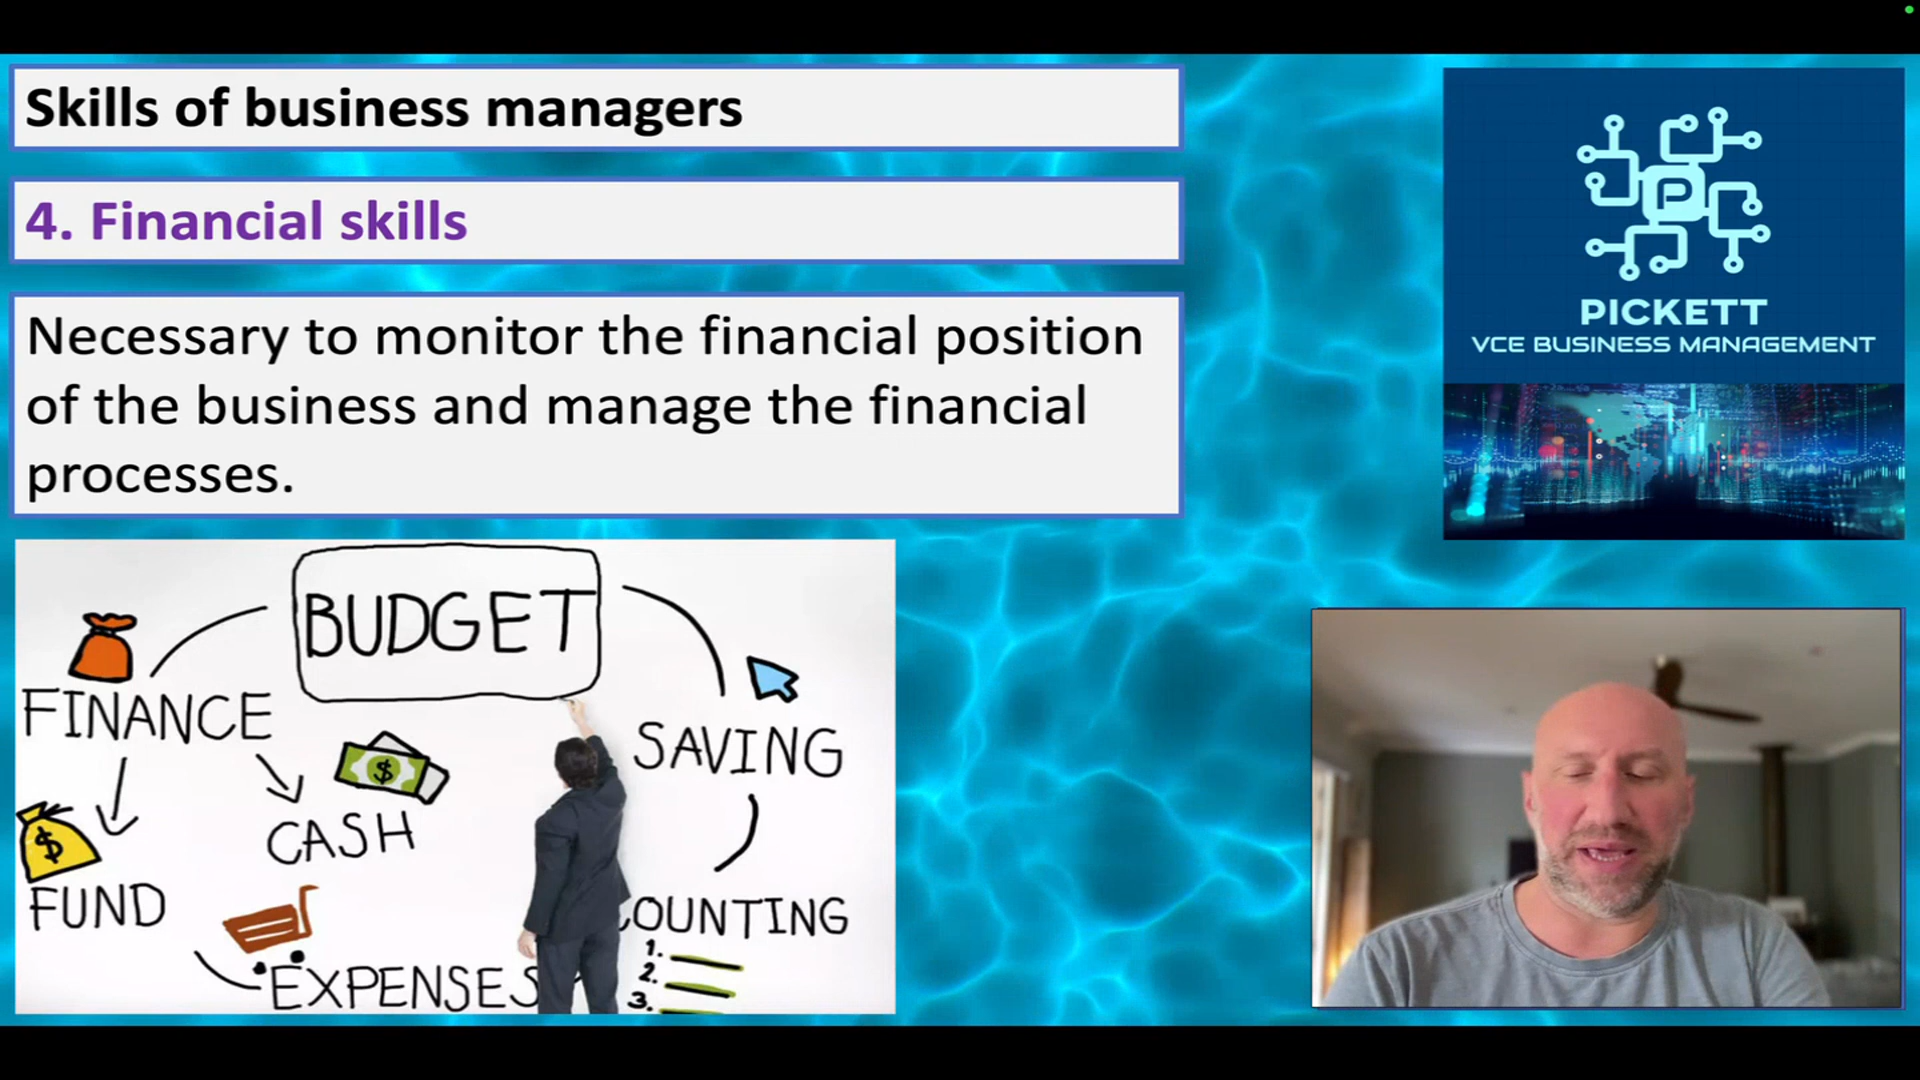 Skills of business managers
4. Financial skills
Necessary to monitor the financial position
of the business and manage the financial
processes.
PICKETT
VCE BUSINESS MANAGEMENT
BUDGET
FINANCE
SAVING
$
CASH
$
FUND
OUNTING
EXPENSES
1.
2.
3.